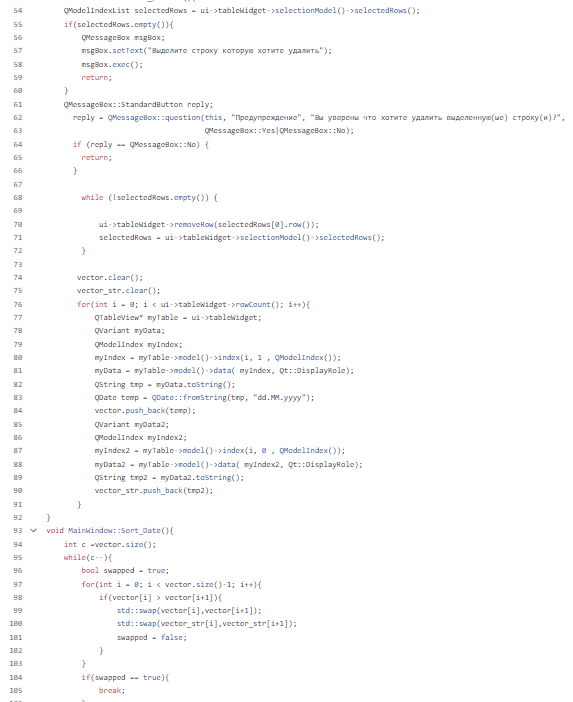 54 QModelIndexList selectedRows = ui->tableWidget->selectionModel()->selectedRows();
55 if(selectedRows.empty()){
56 QMessageBox msgBox;
57 msgBox.setText("Выделите строку которую хотите удалить");
58 msgBox.exec();
59 return;
60 }
61 QMessageBox::StandardButton reply;
62 reply = QMessageBox::question(this, "Предупреждение", "Вы уверены что хотите удалить выделенную(ые) строку(и)?",
63 QMessageBox::Yes|QMessageBox::No);
64 if (reply == QMessageBox::No) {
65 return;
66 }
67
68 while (!selectedRows.empty()) {
69
70 ui->tableWidget->removeRow(selectedRows[0].row());
71 selectedRows = ui->tableWidget->selectionModel()->selectedRows();
72 }
73
74 vector.clear();
75 vector_str.clear();
76 for(int i = 0; i < ui->tableWidget->rowCount(); i++){
77 QTableView* myTable = ui->tableWidget;
78 QVariant myData;
79 QModelIndex myIndex;
80 myIndex = myTable->model()->index(i, 1 , QModelIndex());
81 myData = myTable->model()->data( myIndex, Qt::DisplayRole);
82 QString tmp = myData.toString();
83 QDate temp = QDate::fromString(tmp, "dd.MM.yyyy");
84 vector.push_back(temp);
85 QVariant myData2;
86 QModelIndex myIndex2;
87 myIndex2 = myTable->model()->index(i, 0 , QModelIndex());
88 myData2 = myTable->model()->data( myIndex2, Qt::DisplayRole);
89 QString tmp2 = myData2.toString();
90 vector_str.push_back(tmp2);
91 }
92 }
93 void MainWindow::Sort_Date(){
94 int c =vector.size();
95 while(c--){
96 bool swapped = true;
97 for(int i = 0; i < vector.size()-1; i++){
98 if(vector[i] > vector[i+1]){
99 std::swap(vector[i],vector[i+1]);
100 std::swap(vector_str[i],vector_str[i+1]);
101 swapped = false;
102 }
103 }
104 if(swapped == true){
105 break;